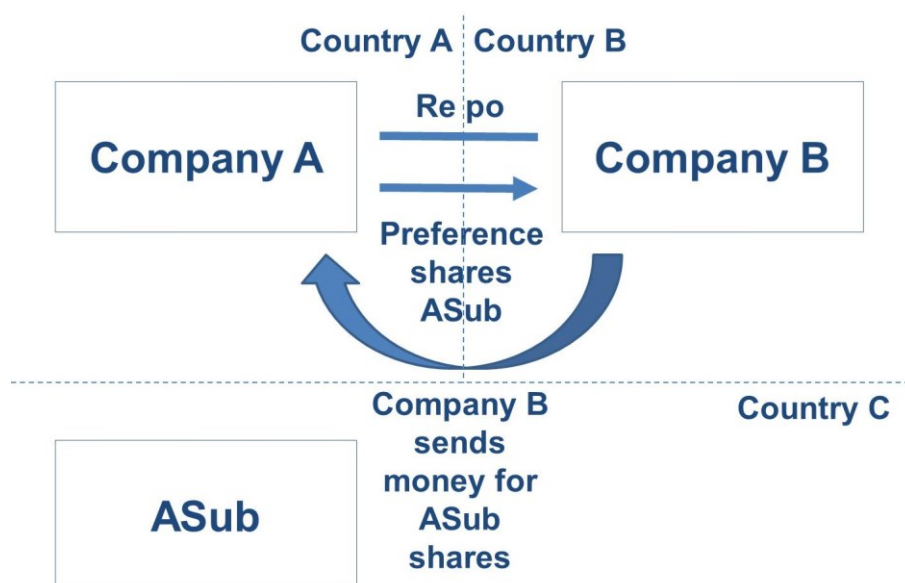 Country A Country B
Re po
Company A
Company B
Preference
shares
ASub
Company B
sends
money for
ASub
shares
Country C
ASub